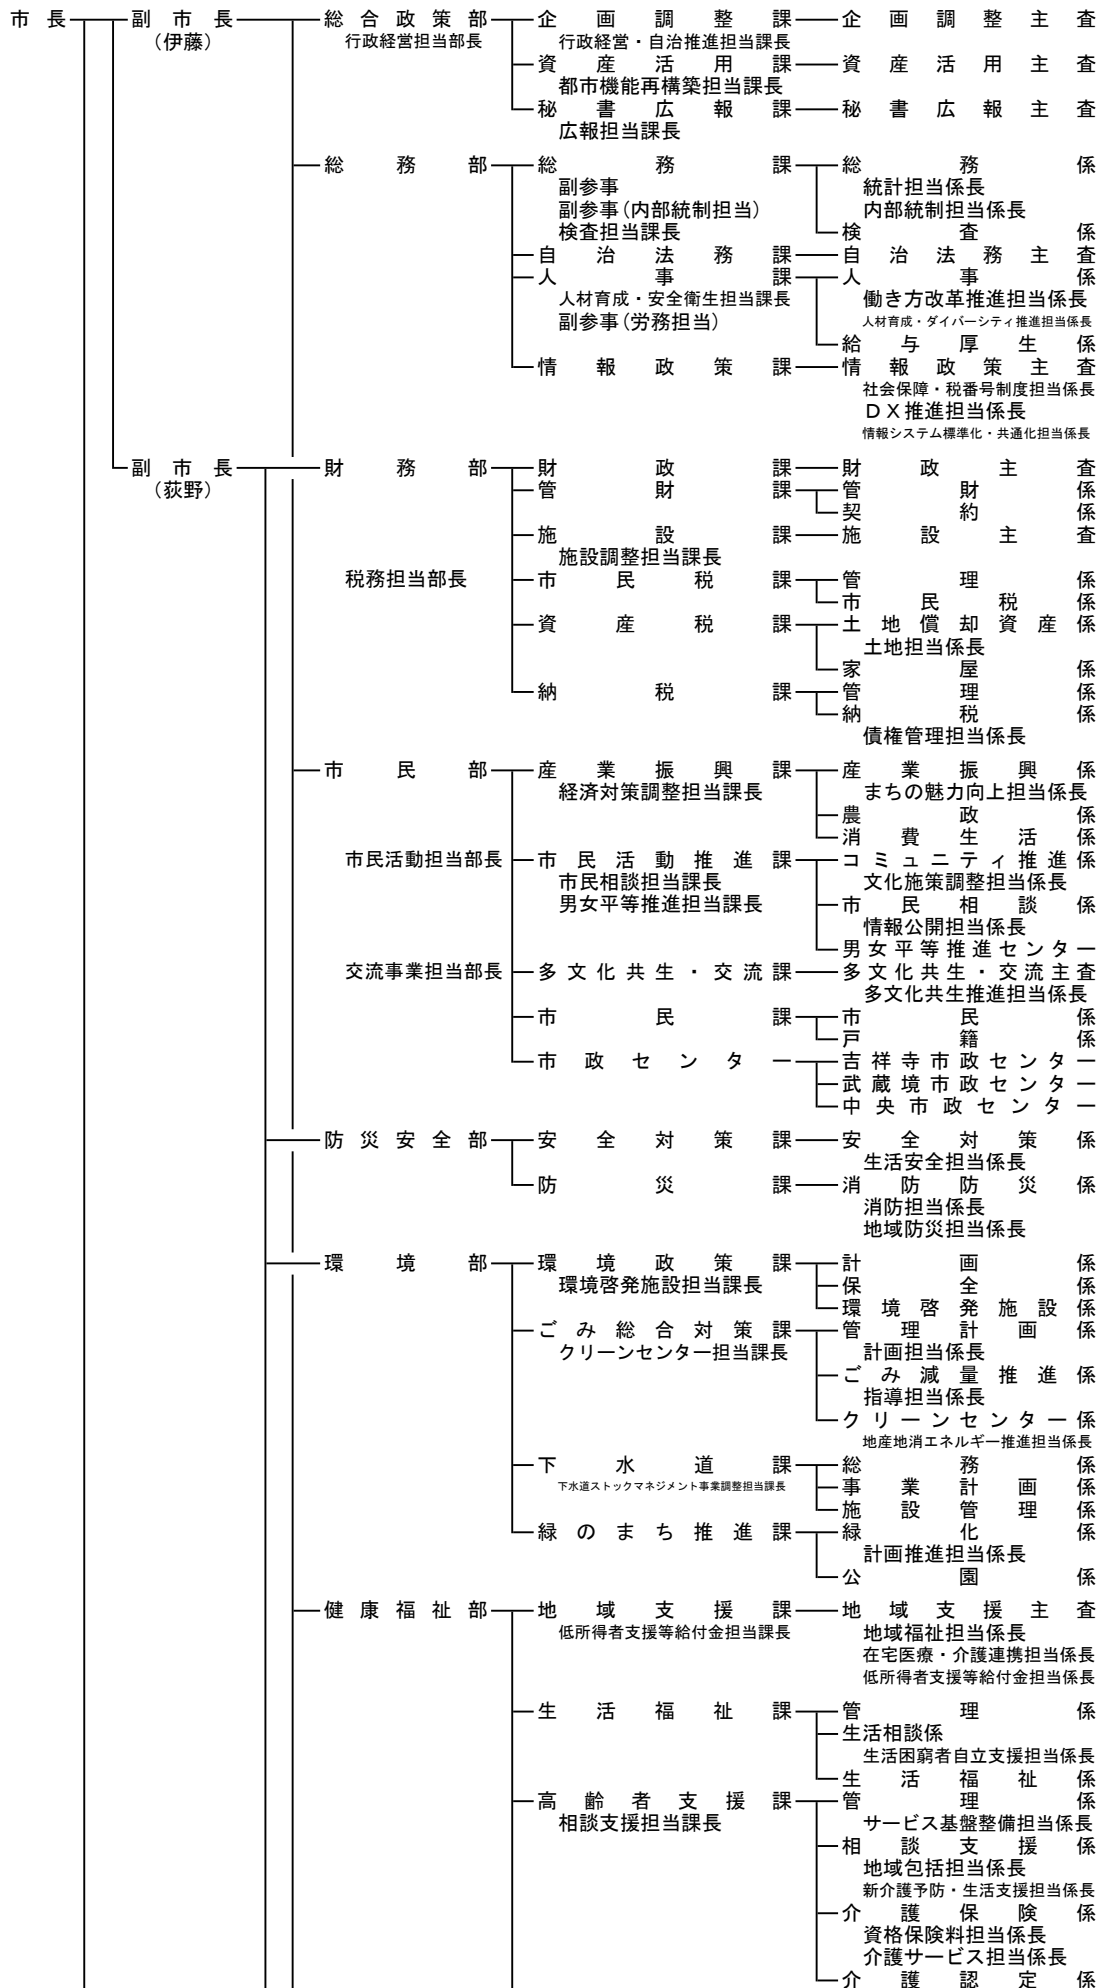 市長 副市長 総合政策部 企画調整課 企画調整主査
（伊藤） 行政経営担当部長 行政経営・自治推進担当課長
資産活用課 資産活用主査
都市機能再構築担当課長
秘書広報課 秘書広報主査
広報担当課長
総務部 総務課 総務係
副参事 統計担当係長
副参事（内部統制担当） 内部統制担当係長
検査担当課長 検査係
自治法務課 自治法務主査
人事課 人事係
人材育成・安全衛生担当課長 働き方改革推進担当係長
副参事（労務担当） 人材育成・ダイバーシティ推進担当係長
給与厚生係
情報政策課 情報政策主査
社会保障・税番号制度担当係長
ＤＸ推進担当係長
情報システム標準化・共通化担当係長
副市長 財務部 財政課 財政主査
（荻野） 管財課 管財係
契約係
施設課 施設主査
施設調整担当課長
税務担当部長 市民税課 管理係
市民税係
資産税課 土地償却資産係
土地担当係長
家屋係
納税課 管理係
納税係
債権管理担当係長
市民部 産業振興課 産業振興係
経済対策調整担当課長 まちの魅力向上担当係長
農政係
消費生活係
市民活動担当部長 市民活動推進課 コミュニティ推進係
市民相談担当課長 文化施策調整担当係長
男女平等推進担当課長 市民相談係
情報公開担当係長
男女平等推進センター
交流事業担当部長 多文化共生・交流課 多文化共生・交流主査
多文化共生推進担当係長
市民課 市民係
戸籍係
市政センター 吉祥寺市政センター
武蔵境市政センター
中央市政センター
防災安全部 安全対策課 安全対策係
生活安全担当係長
防災課 消防防災係
消防担当係長
地域防災担当係長
環境部 環境政策課 計画係
環境啓発施設担当課長 保全係
環境啓発施設係
ごみ総合対策課 管理計画係
クリーンセンター担当課長 計画担当係長
ごみ減量推進係
指導担当係長
クリーンセンター係
地産地消エネルギー推進担当係長
下水道課 総務係
下水道ストックマネジメント事業調整担当課長 事業計画係
施設管理係
緑のまち推進課 緑化係
計画推進担当係長
公園係
健康福祉部 地域支援課 地域支援主査
低所得者支援等給付金担当課長 地域福祉担当係長
在宅医療・介護連携担当係長
低所得者支援等給付金担当係長
生活福祉課 管理係
生活相談係
生活困窮者自立支援担当係長
生活福祉係
高齢者支援課 管理係
相談支援担当課長 サービス基盤整備担当係長
相談支援係
地域包括担当係長
新介護予防・生活支援担当係長
介護保険係
資格保険料担当係長
介護サービス担当係長
介護認定係